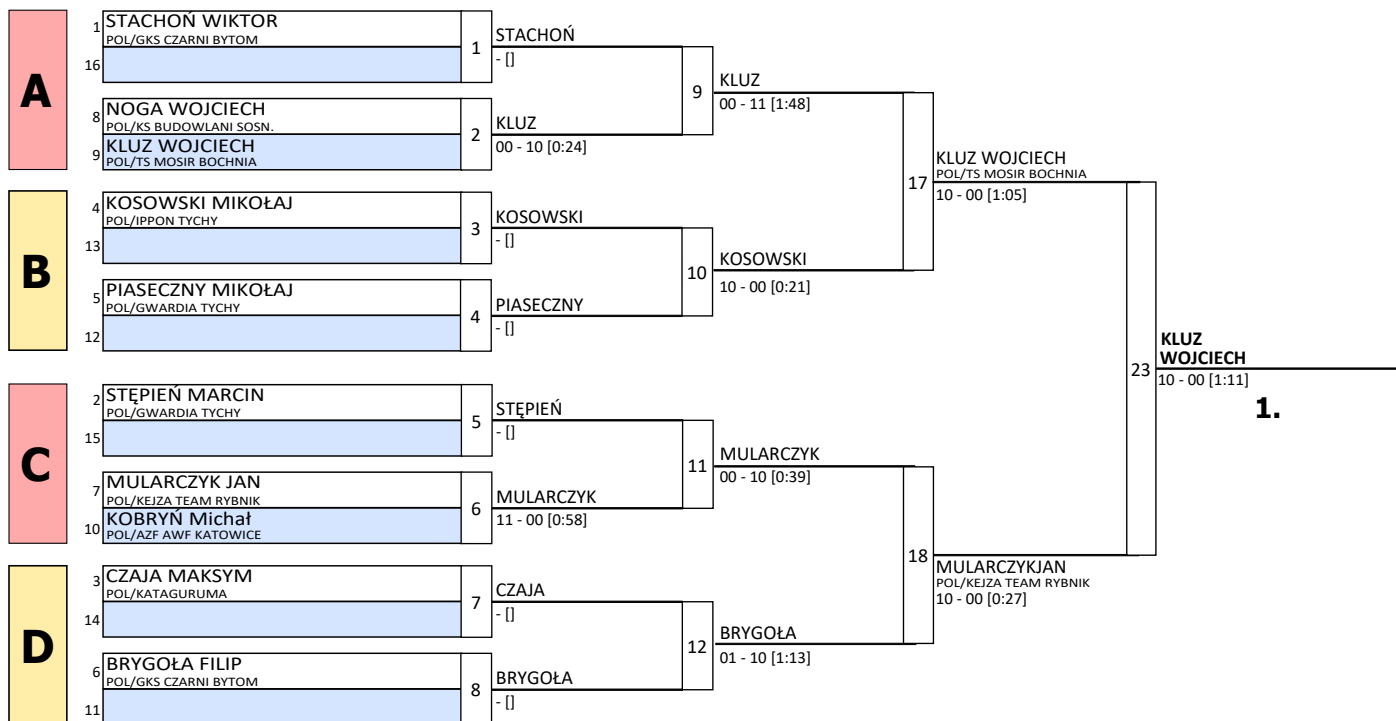 A
1
STACHOŃ WIKTOR
POL/GKS CZARNI BYTOM
16
1
STACHOŃ
- []
8
NOGA WOJCIECH
POL/KS BUDOWLANI SOSN.
9
KLUZ WOJCIECH
POL/TS MOSIR BOCHNIA
2
KLUZ
00 - 10 [0:24]
9
KLUZ
00 - 11 [1:48]
B
4
KOSOWSKI MIKOŁAJ
POL/IPPON TYCHY
13
3
KOSOWSKI
- []
5
PIASECZNY MIKOŁAJ
POL/GWARDIA TYCHY
12
4
PIASECZNY
- []
10
KOSOWSKI
10 - 00 [0:21]
17
KLUZ WOJCIECH
POL/TS MOSIR BOCHNIA
10 - 00 [1:05]
C
2
STĘPIEŃ MARCIN
POL/GWARDIA TYCHY
15
5
STĘPIEŃ
- []
7
MULARCZYK JAN
POL/KEJZA TEAM RYBNIK
10
KOBRYŃ Michał
POL/AZF AWF KATOWICE
6
MULARCZYK
11 - 00 [0:58]
11
MULARCZYK
00 - 10 [0:39]
D
3
CZAJA MAKSYM
POL/KATAGURUMA
14
7
CZAJA
- []
6
BRYGOŁA FILIP
POL/GKS CZARNI BYTOM
11
8
BRYGOŁA
- []
12
BRYGOŁA
01 - 10 [1:13]
18
MULARCZYKJAN
POL/KEJZA TEAM RYBNIK
10 - 00 [0:27]
23
KLUZ
WOJCIECH
10 - 00 [1:11]
1.